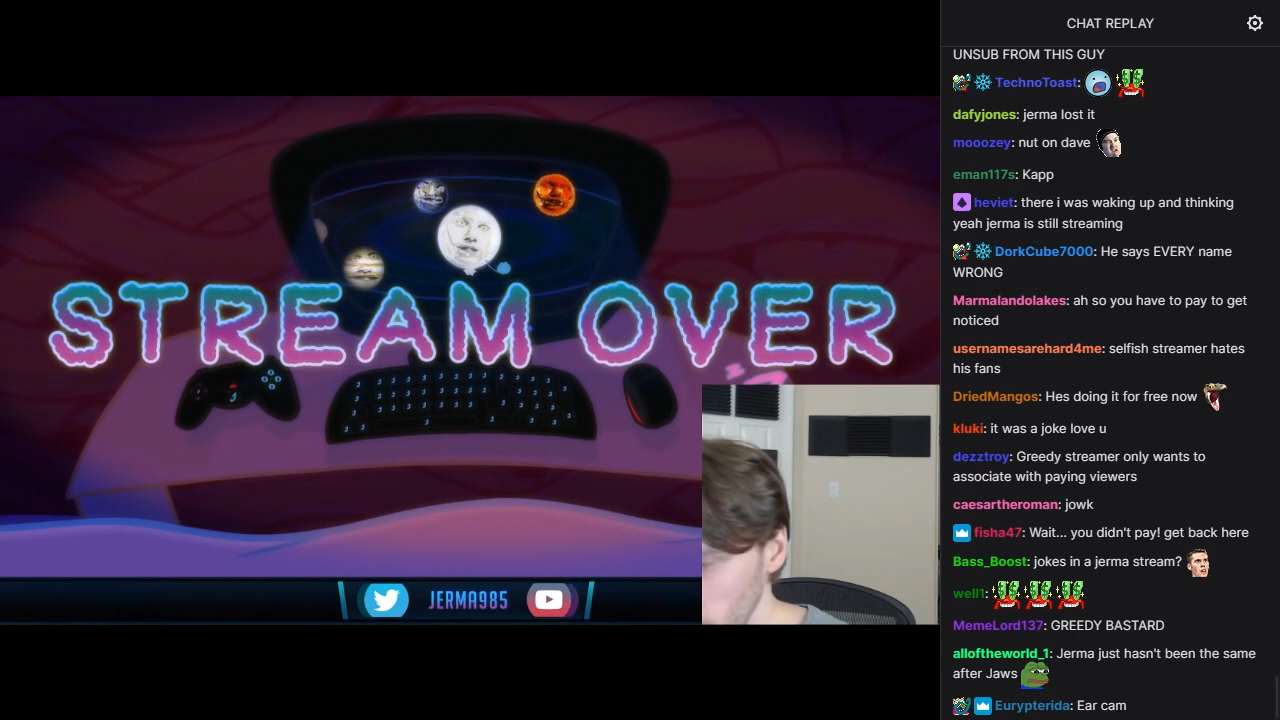 STREAM OVER
JERMA985
CHAT REPLAY
UNSUB FROM THIS GUY
TechnoToast:
dafyjones: jerma lost it
mooozey: nut on dave
eman117s: Kapp
heviet: there i was waking up and thinking
yeah jerma is still streaming
DorkCube7000: He says EVERY name
WRONG
Marmalandolakes: ah so you have to pay to get
noticed
usernamesarehard4me: selfish streamer hates
his fans
DriedMangos: Hes doing it for free now
kluki: it was a joke love u
dezztroy: Greedy streamer only wants to
associate with paying viewers
caesartheroman: jowk
fisha47: Wait... you didn't pay! get back here
Bass_Boost: jokes in a jerma stream?
well1:
MemeLord137: GREEDY BASTARD
alloftheworld_1: Jerma just hasn't been the same
after Jaws
Eurypterida: Ear cam